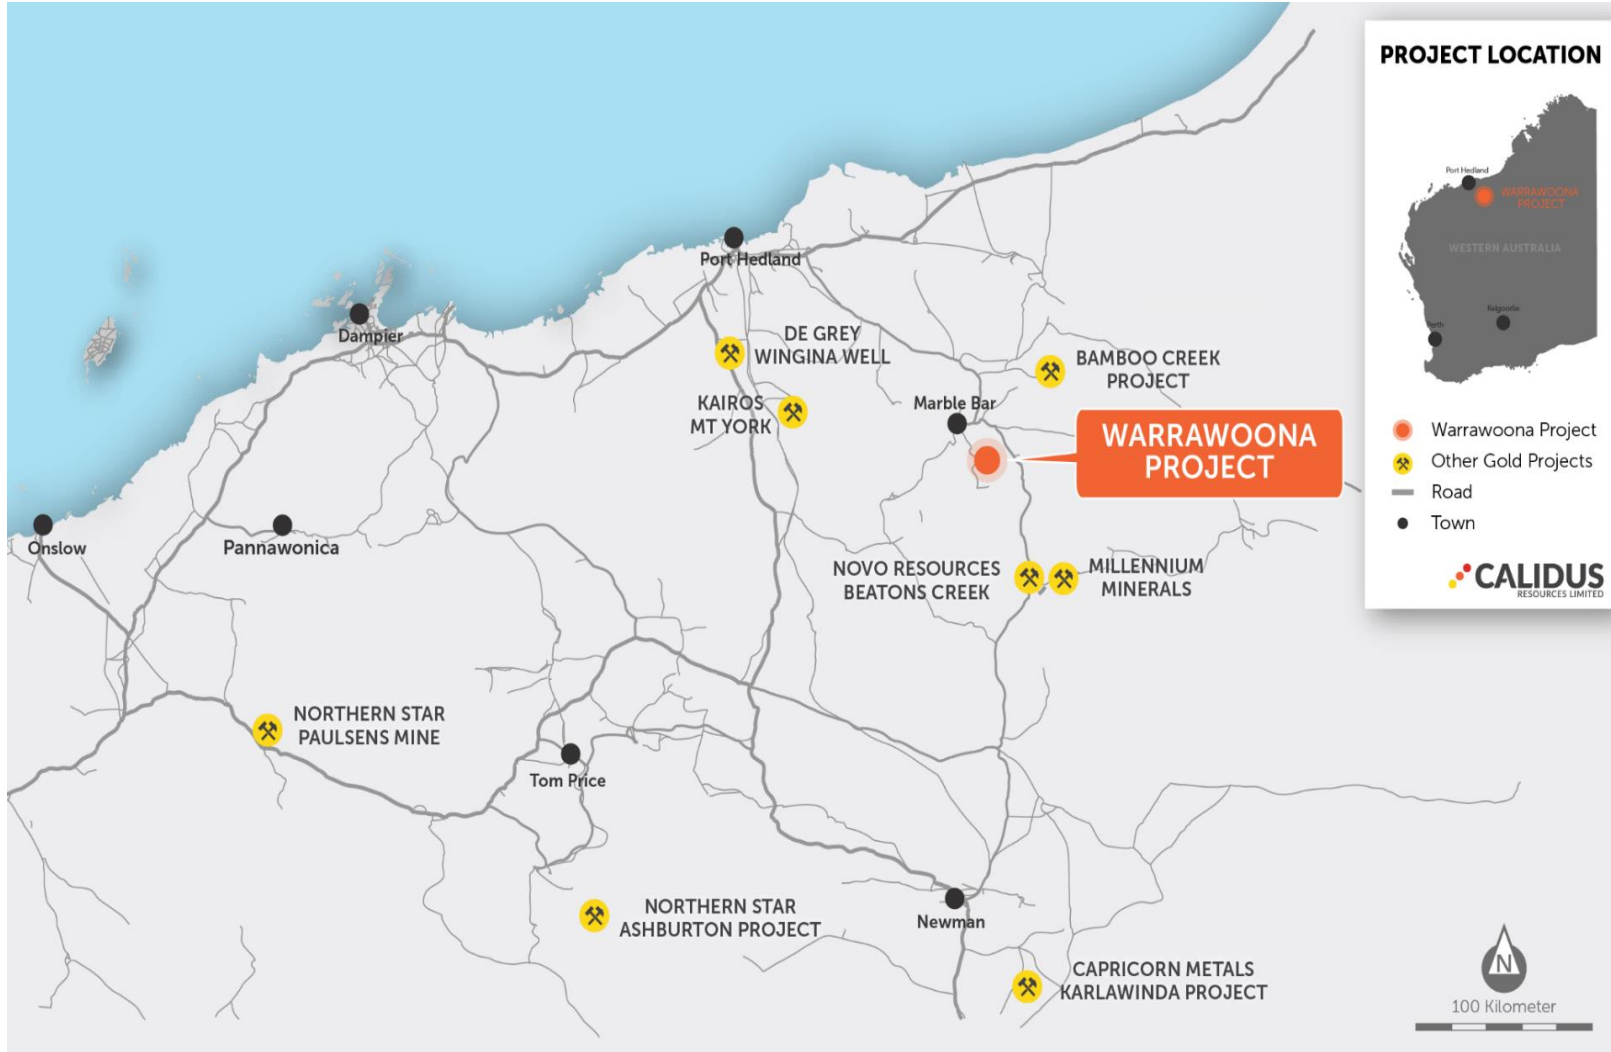 PROJECT LOCATION
Port Hedland
WARRAWOONA
PROJECT
WESTERN AUSTRALIA
Kalgoorlie
Perth
Warrawoona Project
Other Gold Projects
Road
Town
CALIDUS
RESOURCES LIMITED
Port Hedland
Dampier
DE GREY
WINGINA WELL
BAMBOO CREEK
PROJECT
KAIROS
MT YORK
Marble Bar
WARRAWOONA
PROJECT
Onslow
Pannawonica
NOVO RESOURCES
BEATONS CREEK
MILLENNIUM
MINERALS
NORTHERN STAR
PAULSENS MINE
Tom Price
NORTHERN STAR
ASHBURTON PROJECT
Newman
CAPRICORN METALS
KARLAWINDA PROJECT
N
100 Kilometer